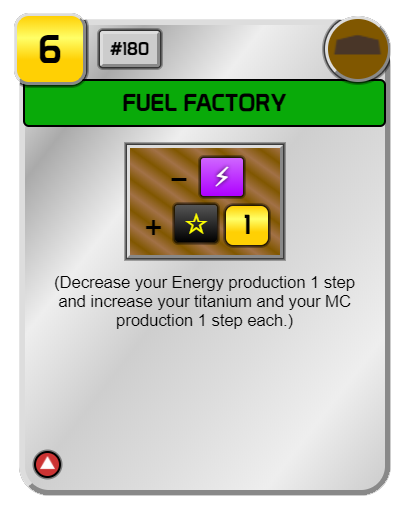 6
#180
FUEL FACTORY
−
+ 1
(Decrease your Energy production 1 step
and increase your titanium and your MC
production 1 step each.)